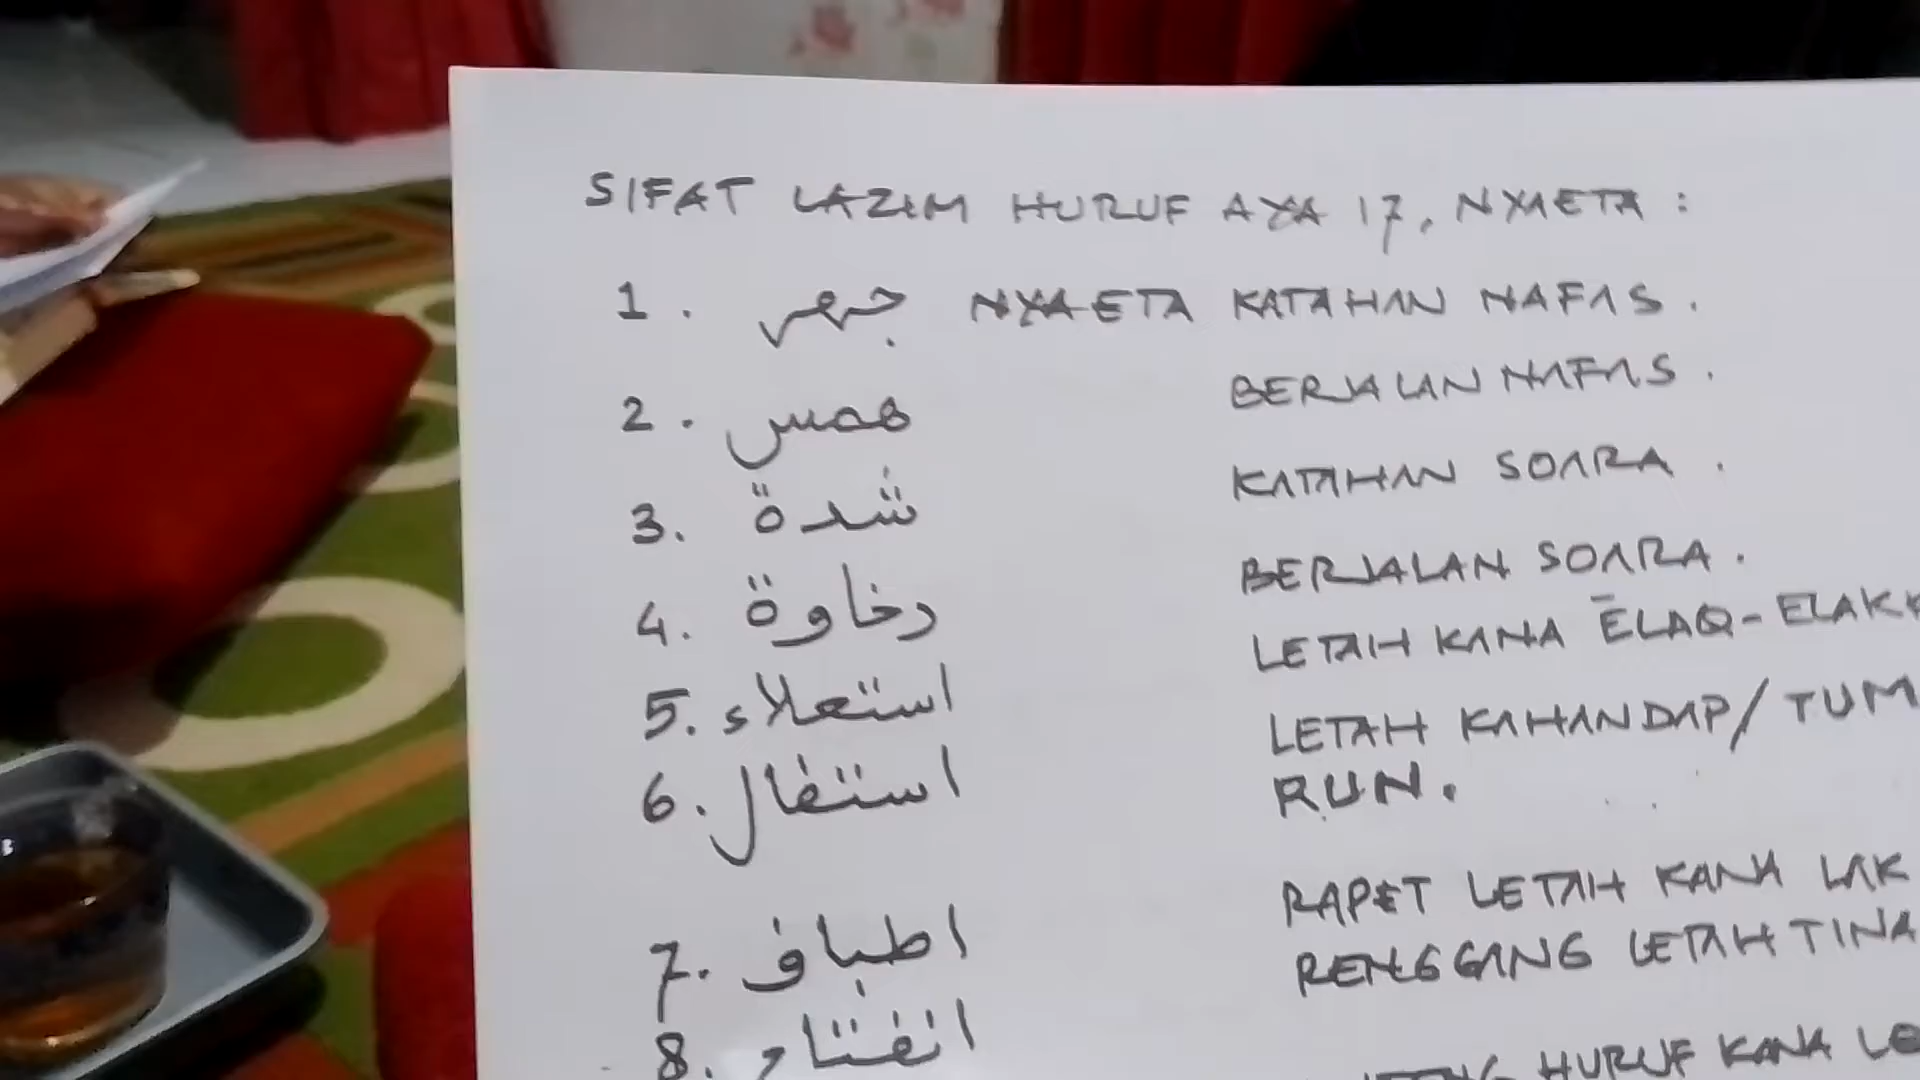 SIFAT LAZIM HURUF AYA 17, NYAETA :
1. جهر NYAETA KATAHAN NAFAS.
2. همس BERJALAN NAFAS.
3. شدة KATAHAN SOARA.
4. رخاوة BERJALAN SOARA.
5. استعلاء LETAH KANA ĒLAQ-ELAKK
6. استفال LETAH KAHANDAP/TUM
RUN.
7. اطباق RAPET LETAH KANA LAK
RENGGANG LETAH TINA
8. انفتاح
HURUF KANA LE